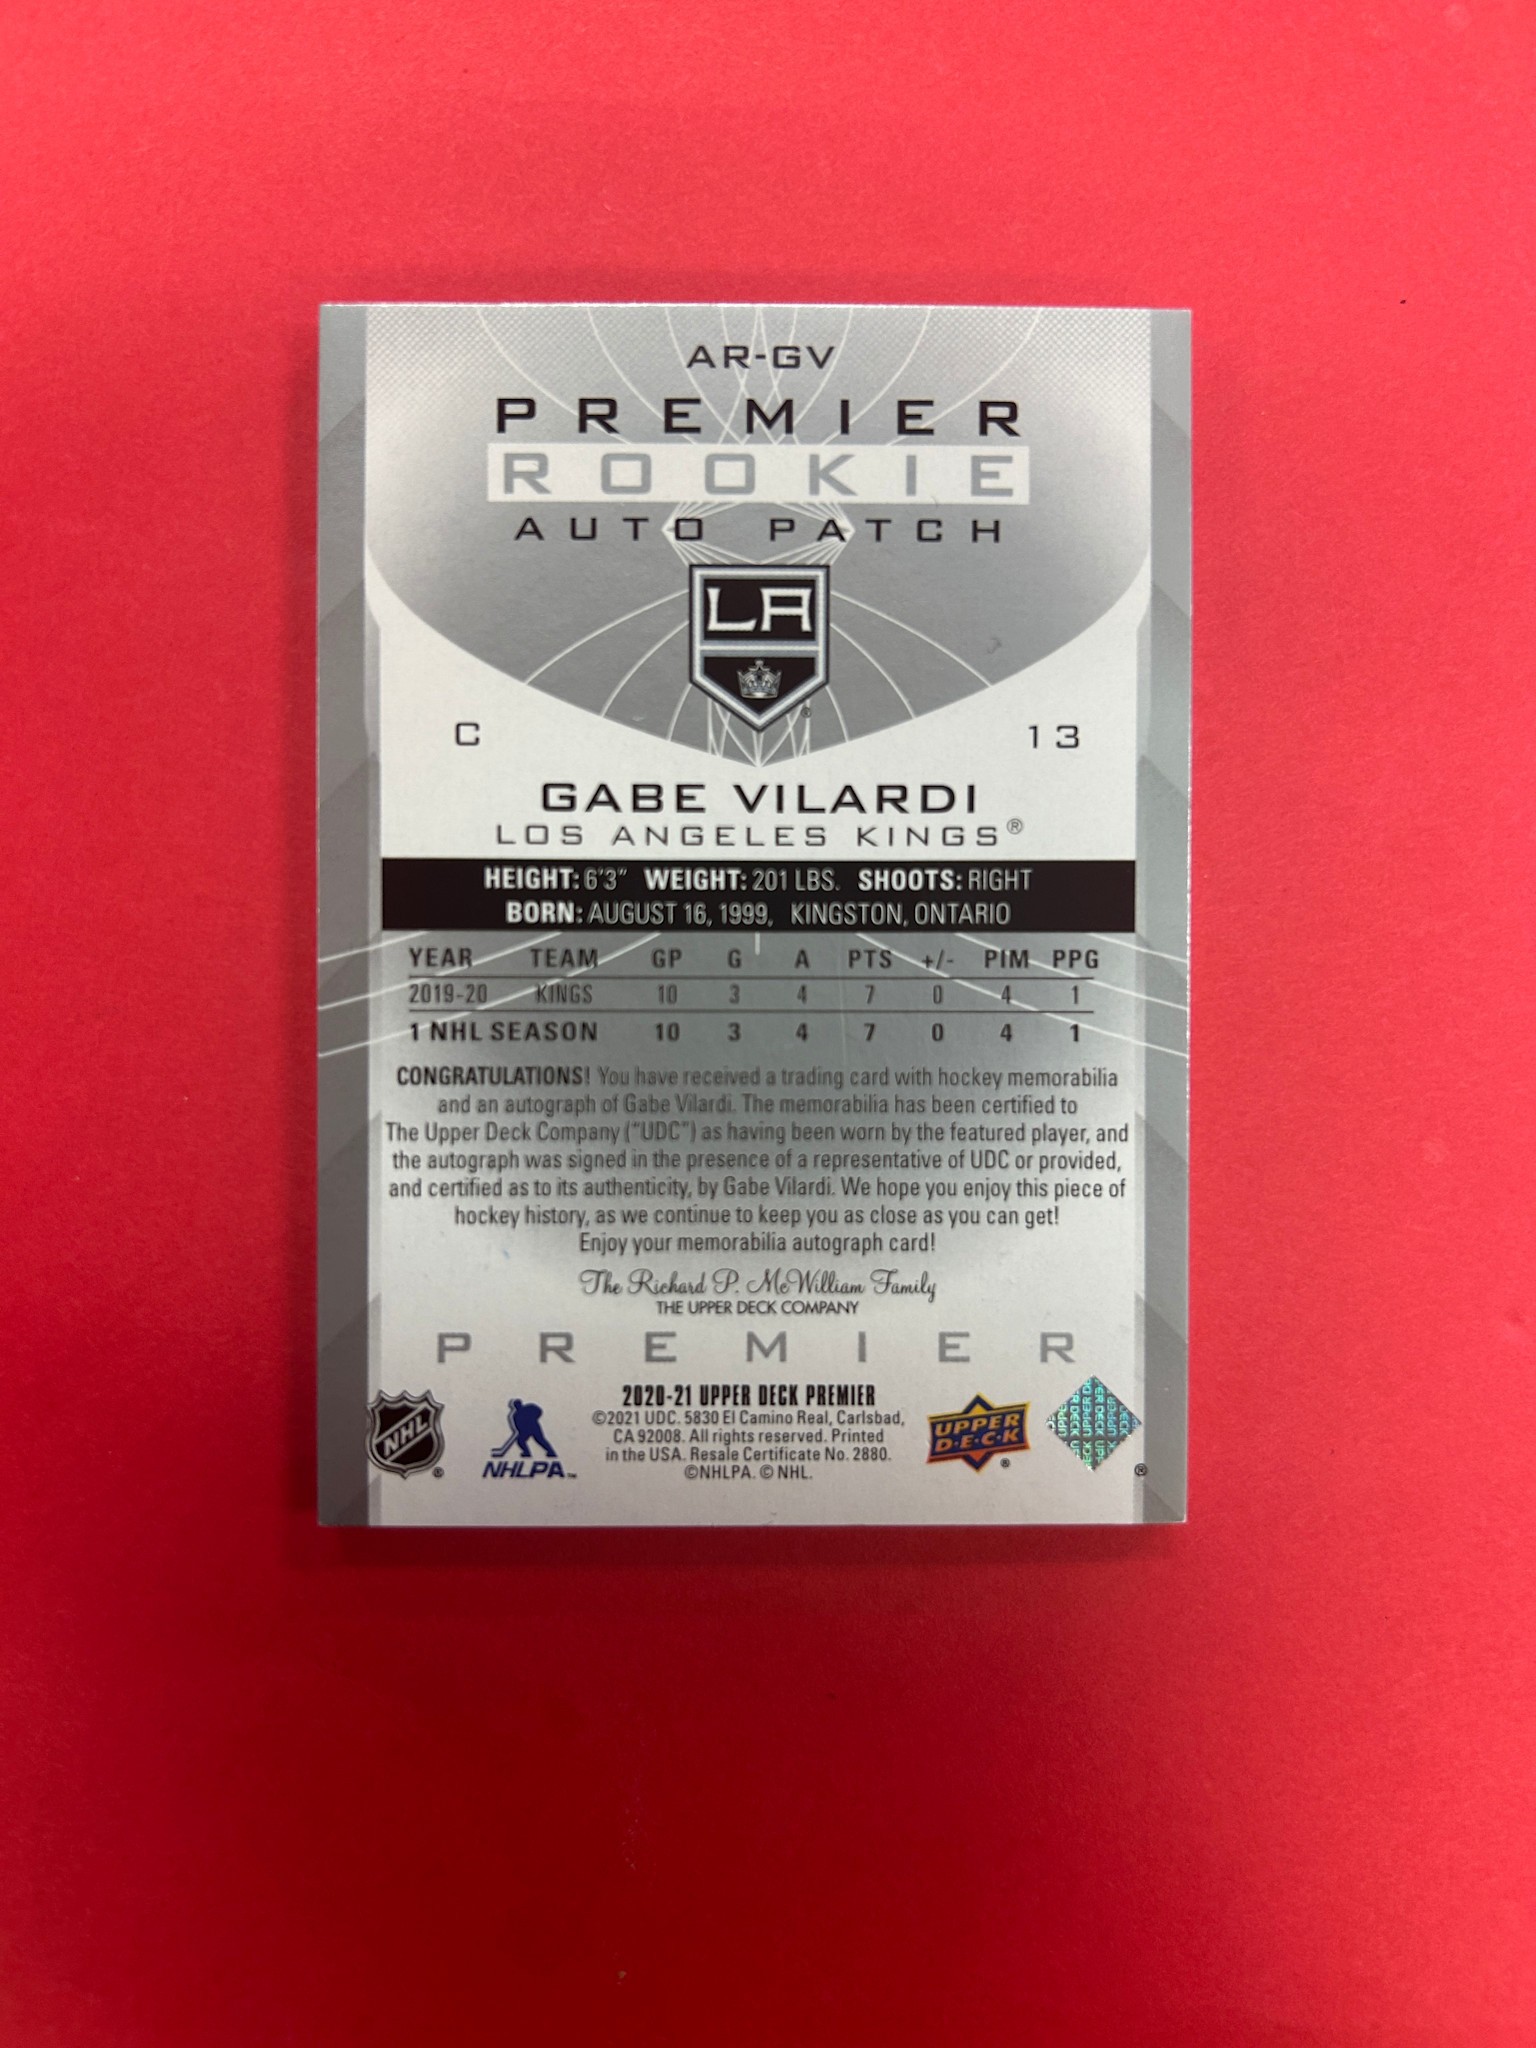 AR-GV
PREMIER
ROOKIE
AUTO PATCH
LA
®
C 13
GABE VILARDI
LOS ANGELES KINGS®
HEIGHT: 6'3" WEIGHT: 201 LBS. SHOOTS: RIGHT
BORN: AUGUST 16, 1999, KINGSTON, ONTARIO
YEAR TEAM GP G A PTS +/- PIM PPG
2019-20 KINGS 10 3 4 7 0 4 1
1 NHL SEASON 10 3 4 7 0 4 1
CONGRATULATIONS! You have received a trading card with hockey memorabilia
and an autograph of Gabe Vilardi. The memorabilia has been certified to
The Upper Deck Company ("UDC") as having been worn by the featured player, and
the autograph was signed in the presence of a representative of UDC or provided,
and certified as to its authenticity, by Gabe Vilardi. We hope you enjoy this piece of
hockey history, as we continue to keep you as close as you can get!
Enjoy your memorabilia autograph card!
The Richard P. McWilliam Family
THE UPPER DECK COMPANY
PREMIER
NHL ®
NHLPA™
2020-21 UPPER DECK PREMIER
©2021 UDC. 5830 El Camino Real, Carlsbad,
CA 92008. All rights reserved. Printed
in the USA. Resale Certificate No. 2880.
©NHLPA. © NHL.
UPPER
D·E·C·K ®
®